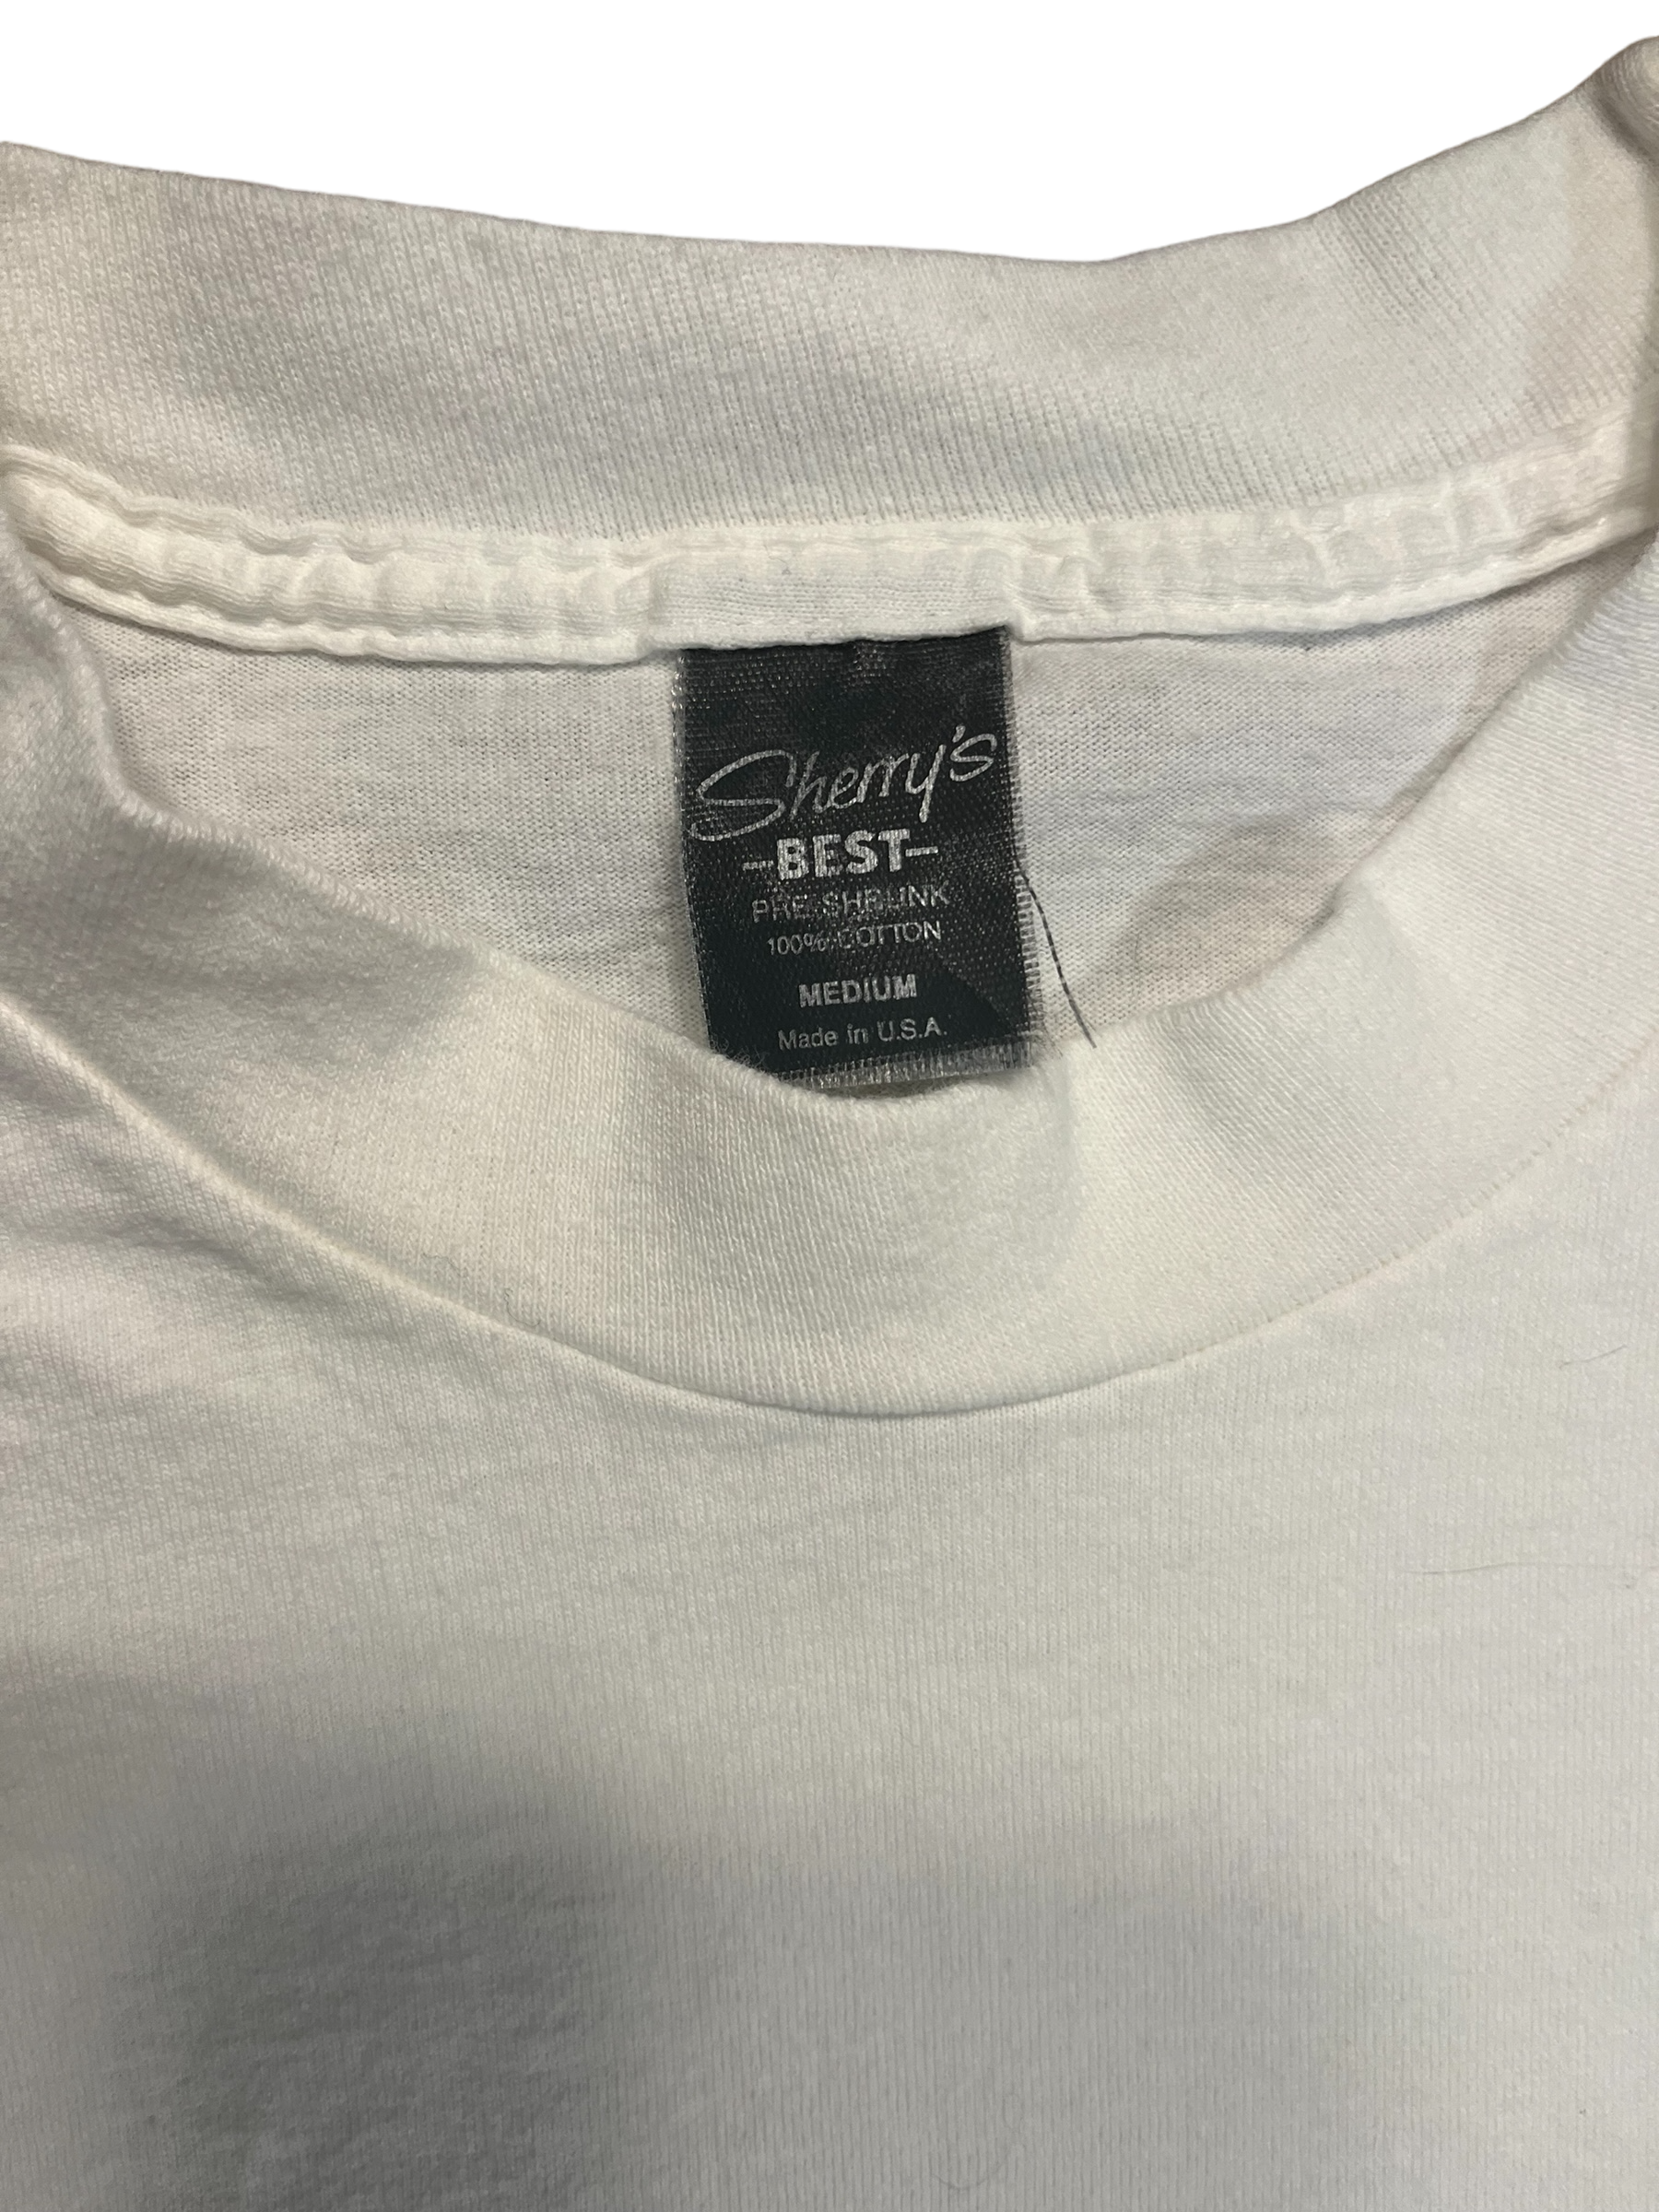 Sherry's
-BEST-
PRE-SHRUNK
100% COTTON
MEDIUM
Made in U.S.A.